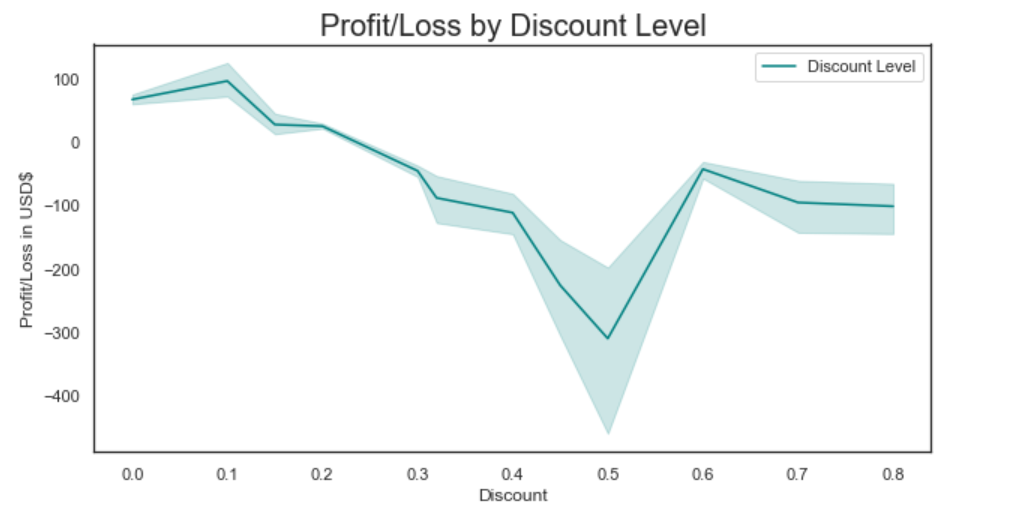 Profit/Loss by Discount Level
Discount Level
100
0
−100
−200
−300
−400
Profit/Loss in USD$
0.0 0.1 0.2 0.3 0.4 0.5 0.6 0.7 0.8
Discount